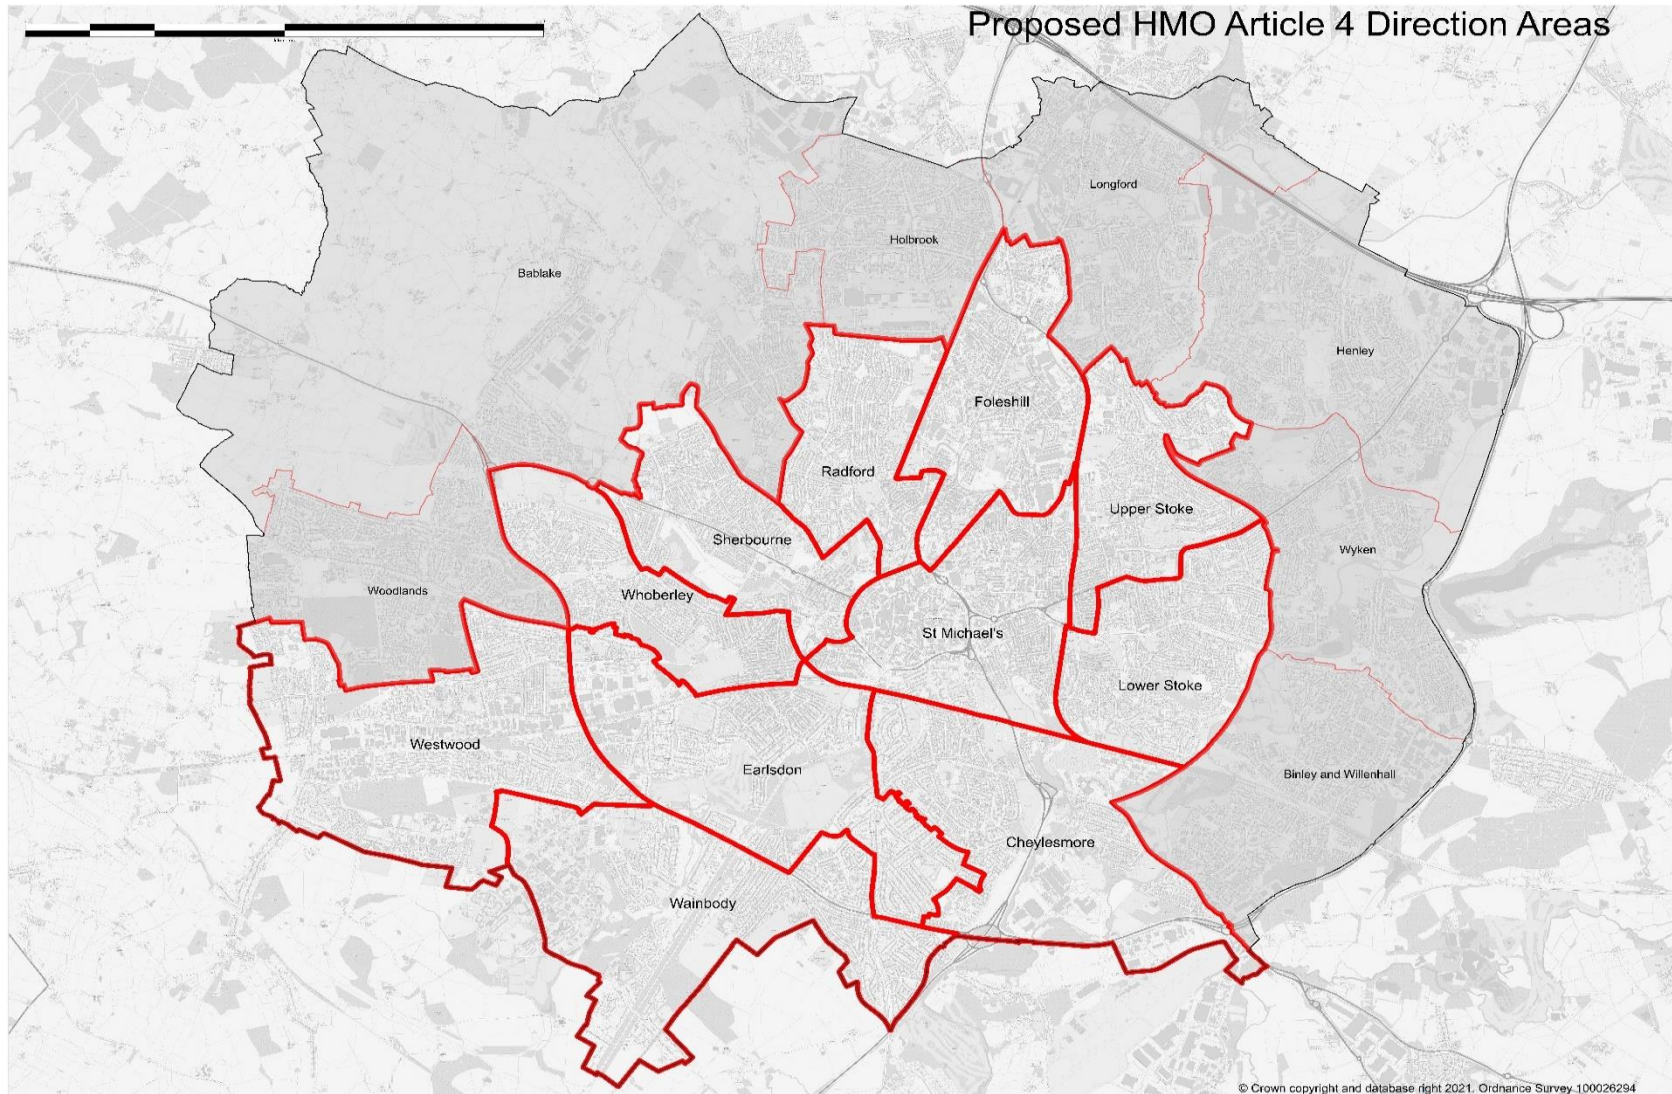 Proposed HMO Article 4 Direction Areas
Longford
Holbrook
Bablake
Henley
Foleshill
Radford
Upper Stoke
Sherbourne
Wyken
Woodlands
Whoberley
St Michael's
Lower Stoke
Westwood
Earlsdon
Binley and Willenhall
Cheylesmore
Wainbody
© Crown copyright and database right 2021. Ordnance Survey 100026294